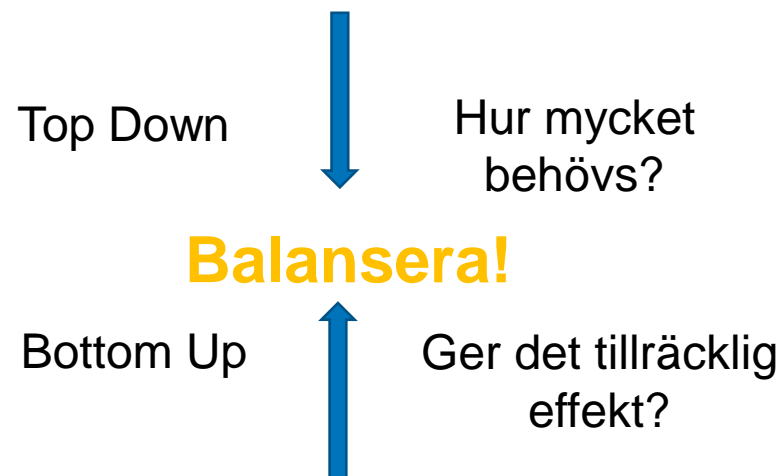 Top Down
Hur mycket
behövs?
Balansera!
Bottom Up
Ger det tillräcklig
effekt?